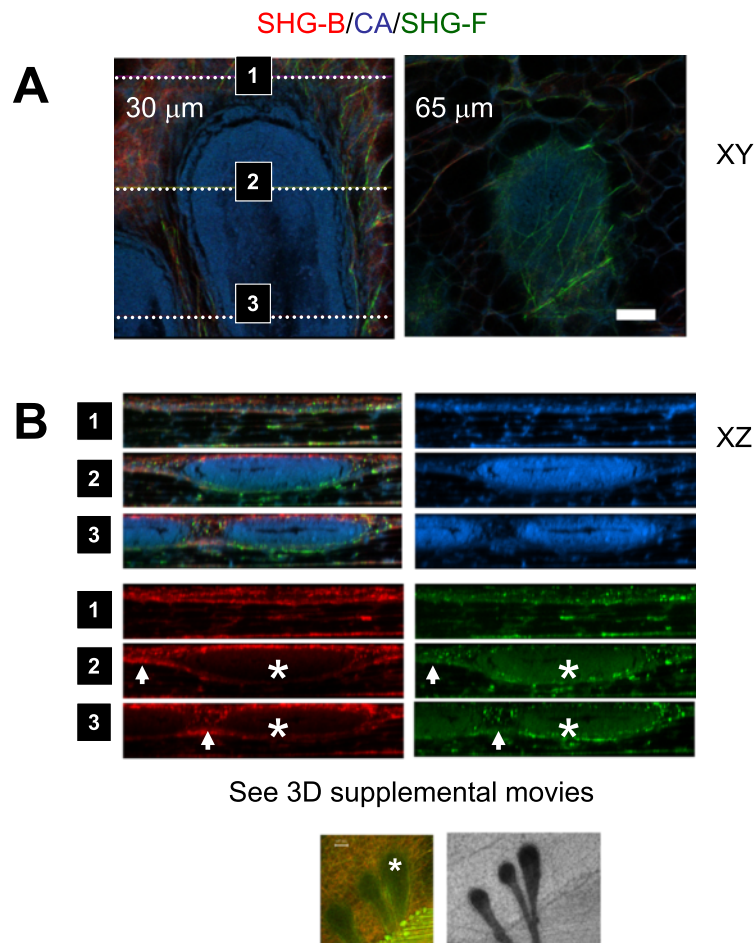 SHG-B/CA/SHG-F
A
1
30 μm
65 μm
XY
2
3
B
1
XZ
2
3
1
2
*
*
3
*
*
See 3D supplemental movies
*